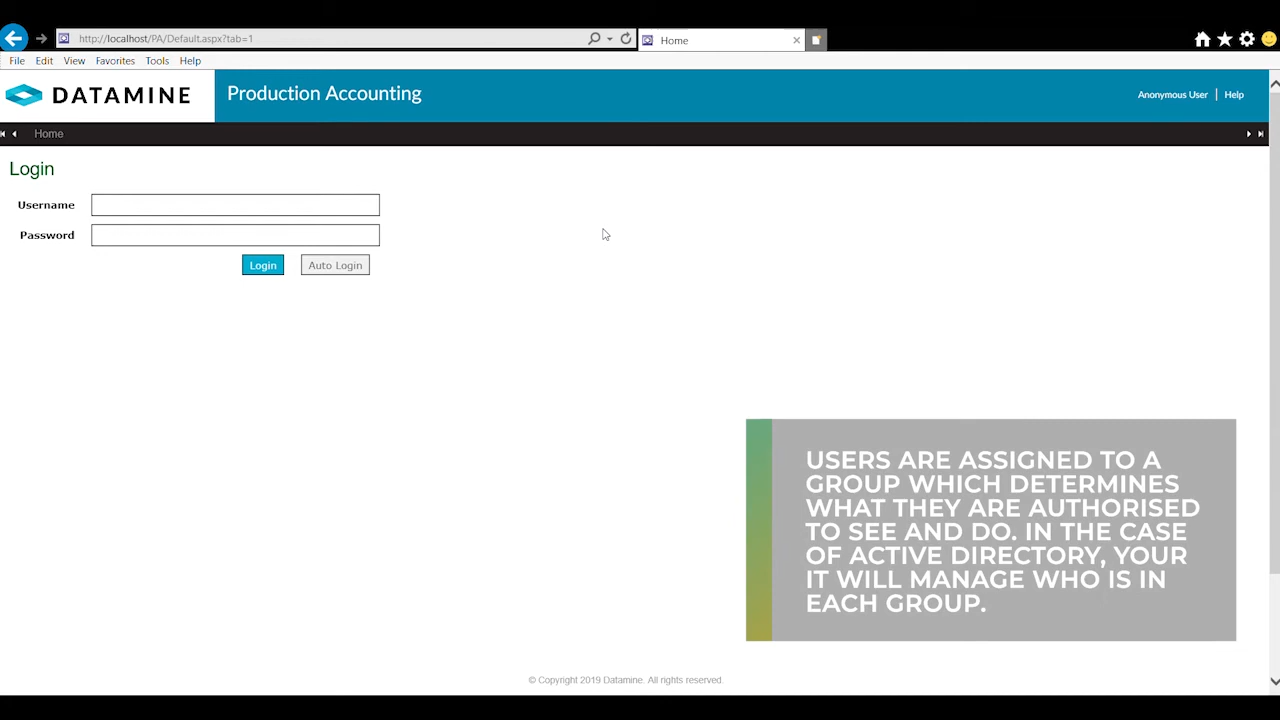 http://localhost/PA/Default.aspx?tab=1
Home
File Edit View Favorites Tools Help
DATAMINE
Production Accounting
Anonymous User | Help
Home
Login
Username
Password
Login
Auto Login
USERS ARE ASSIGNED TO A
GROUP WHICH DETERMINES
WHAT THEY ARE AUTHORISED
TO SEE AND DO. IN THE CASE
OF ACTIVE DIRECTORY, YOUR
IT WILL MANAGE WHO IS IN
EACH GROUP.
© Copyright 2019 Datamine. All rights reserved.